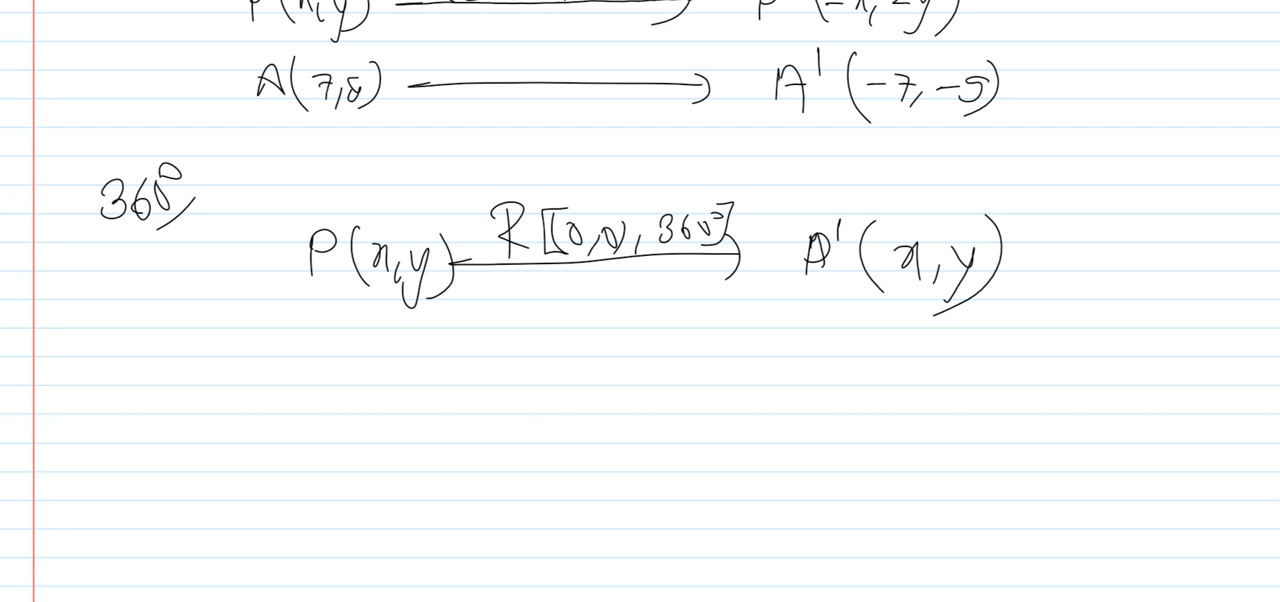 P(x,y) → P'(-x,-y)
A(7,5) → A'(-7,-5)
360°
P(x,y) R[(0,0),360°] → P'(x,y)